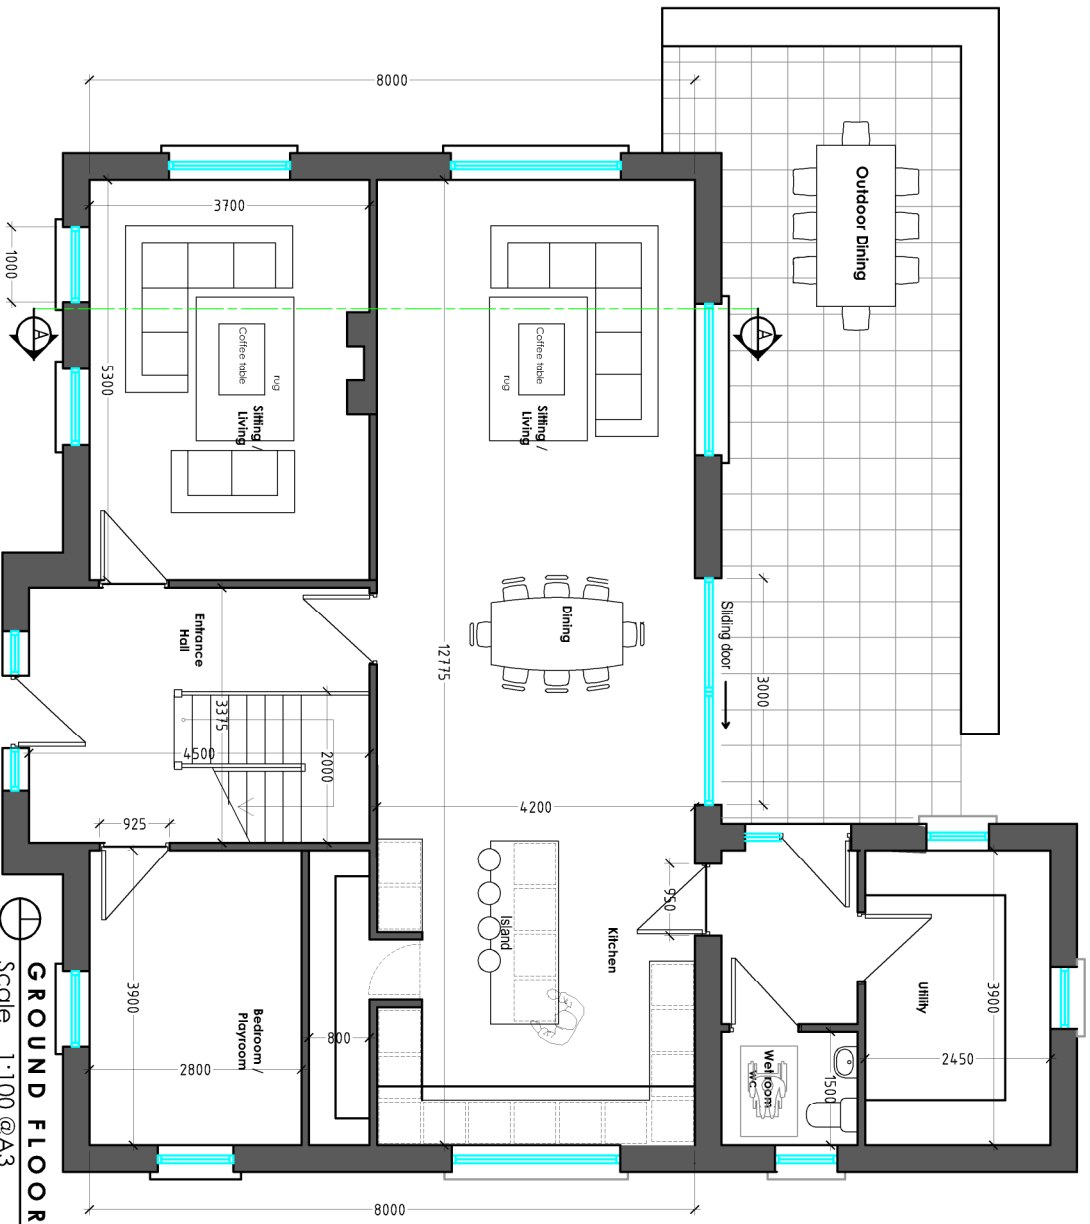 8000
Outdoor Dining
3700
1000
A
A
5300
Coffee table
rug
Sitting /
Living
Coffee table
rug
Sitting /
Living
Dining
12775
Sliding door
3000
Entrance
Hall
3375
4500
2000
925
4200
950
Island
Kitchen
Utility
3900
2450
Wet room
WC
1500
3900
2800
Bedroom /
Playroom
800
8000
GROUND FLOOR
Scale 1:100 @A3